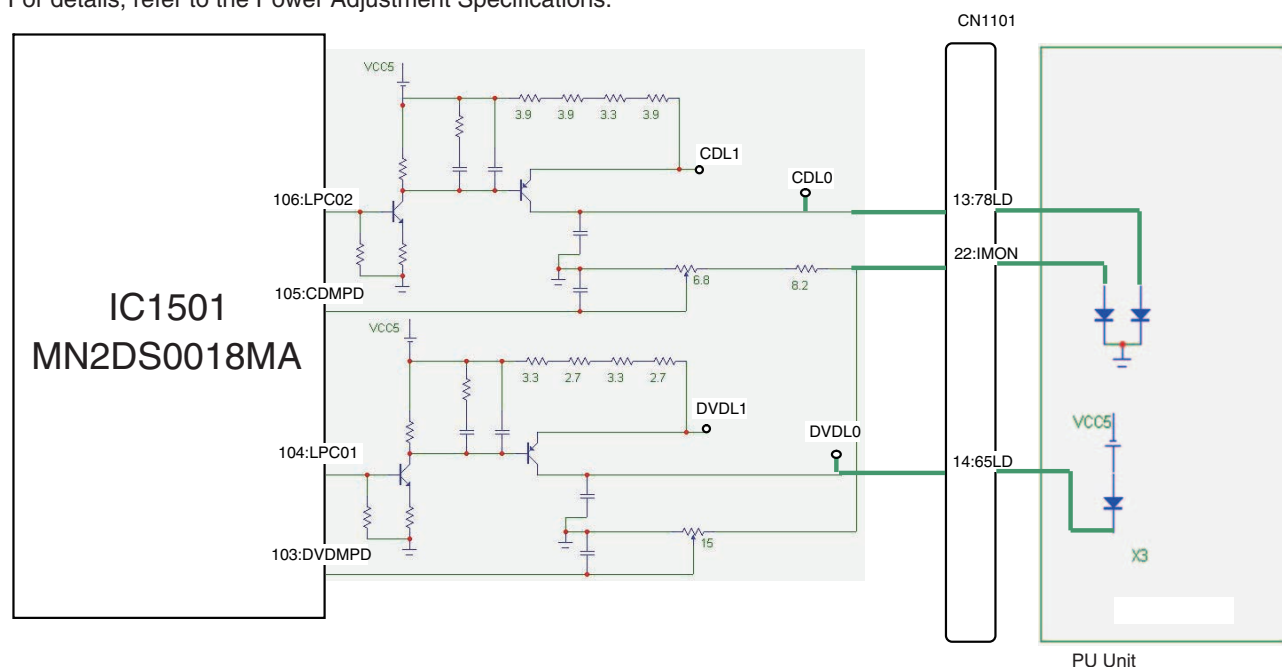 For details, refer to the Power Adjustment Specifications.
CN1101
VCC5
3.9 3.9 3.3 3.9
CDL1
CDL0
106:LPC02
13:78LD
22:IMON
105:CDMPD
6.8
8.2
IC1501
MN2DS0018MA
VCC5
3.3 2.7 3.3 2.7
DVDL1
DVDL0
104:LPC01
14:65LD
VCC5
103:DVDMPD
15
X3
PU Unit